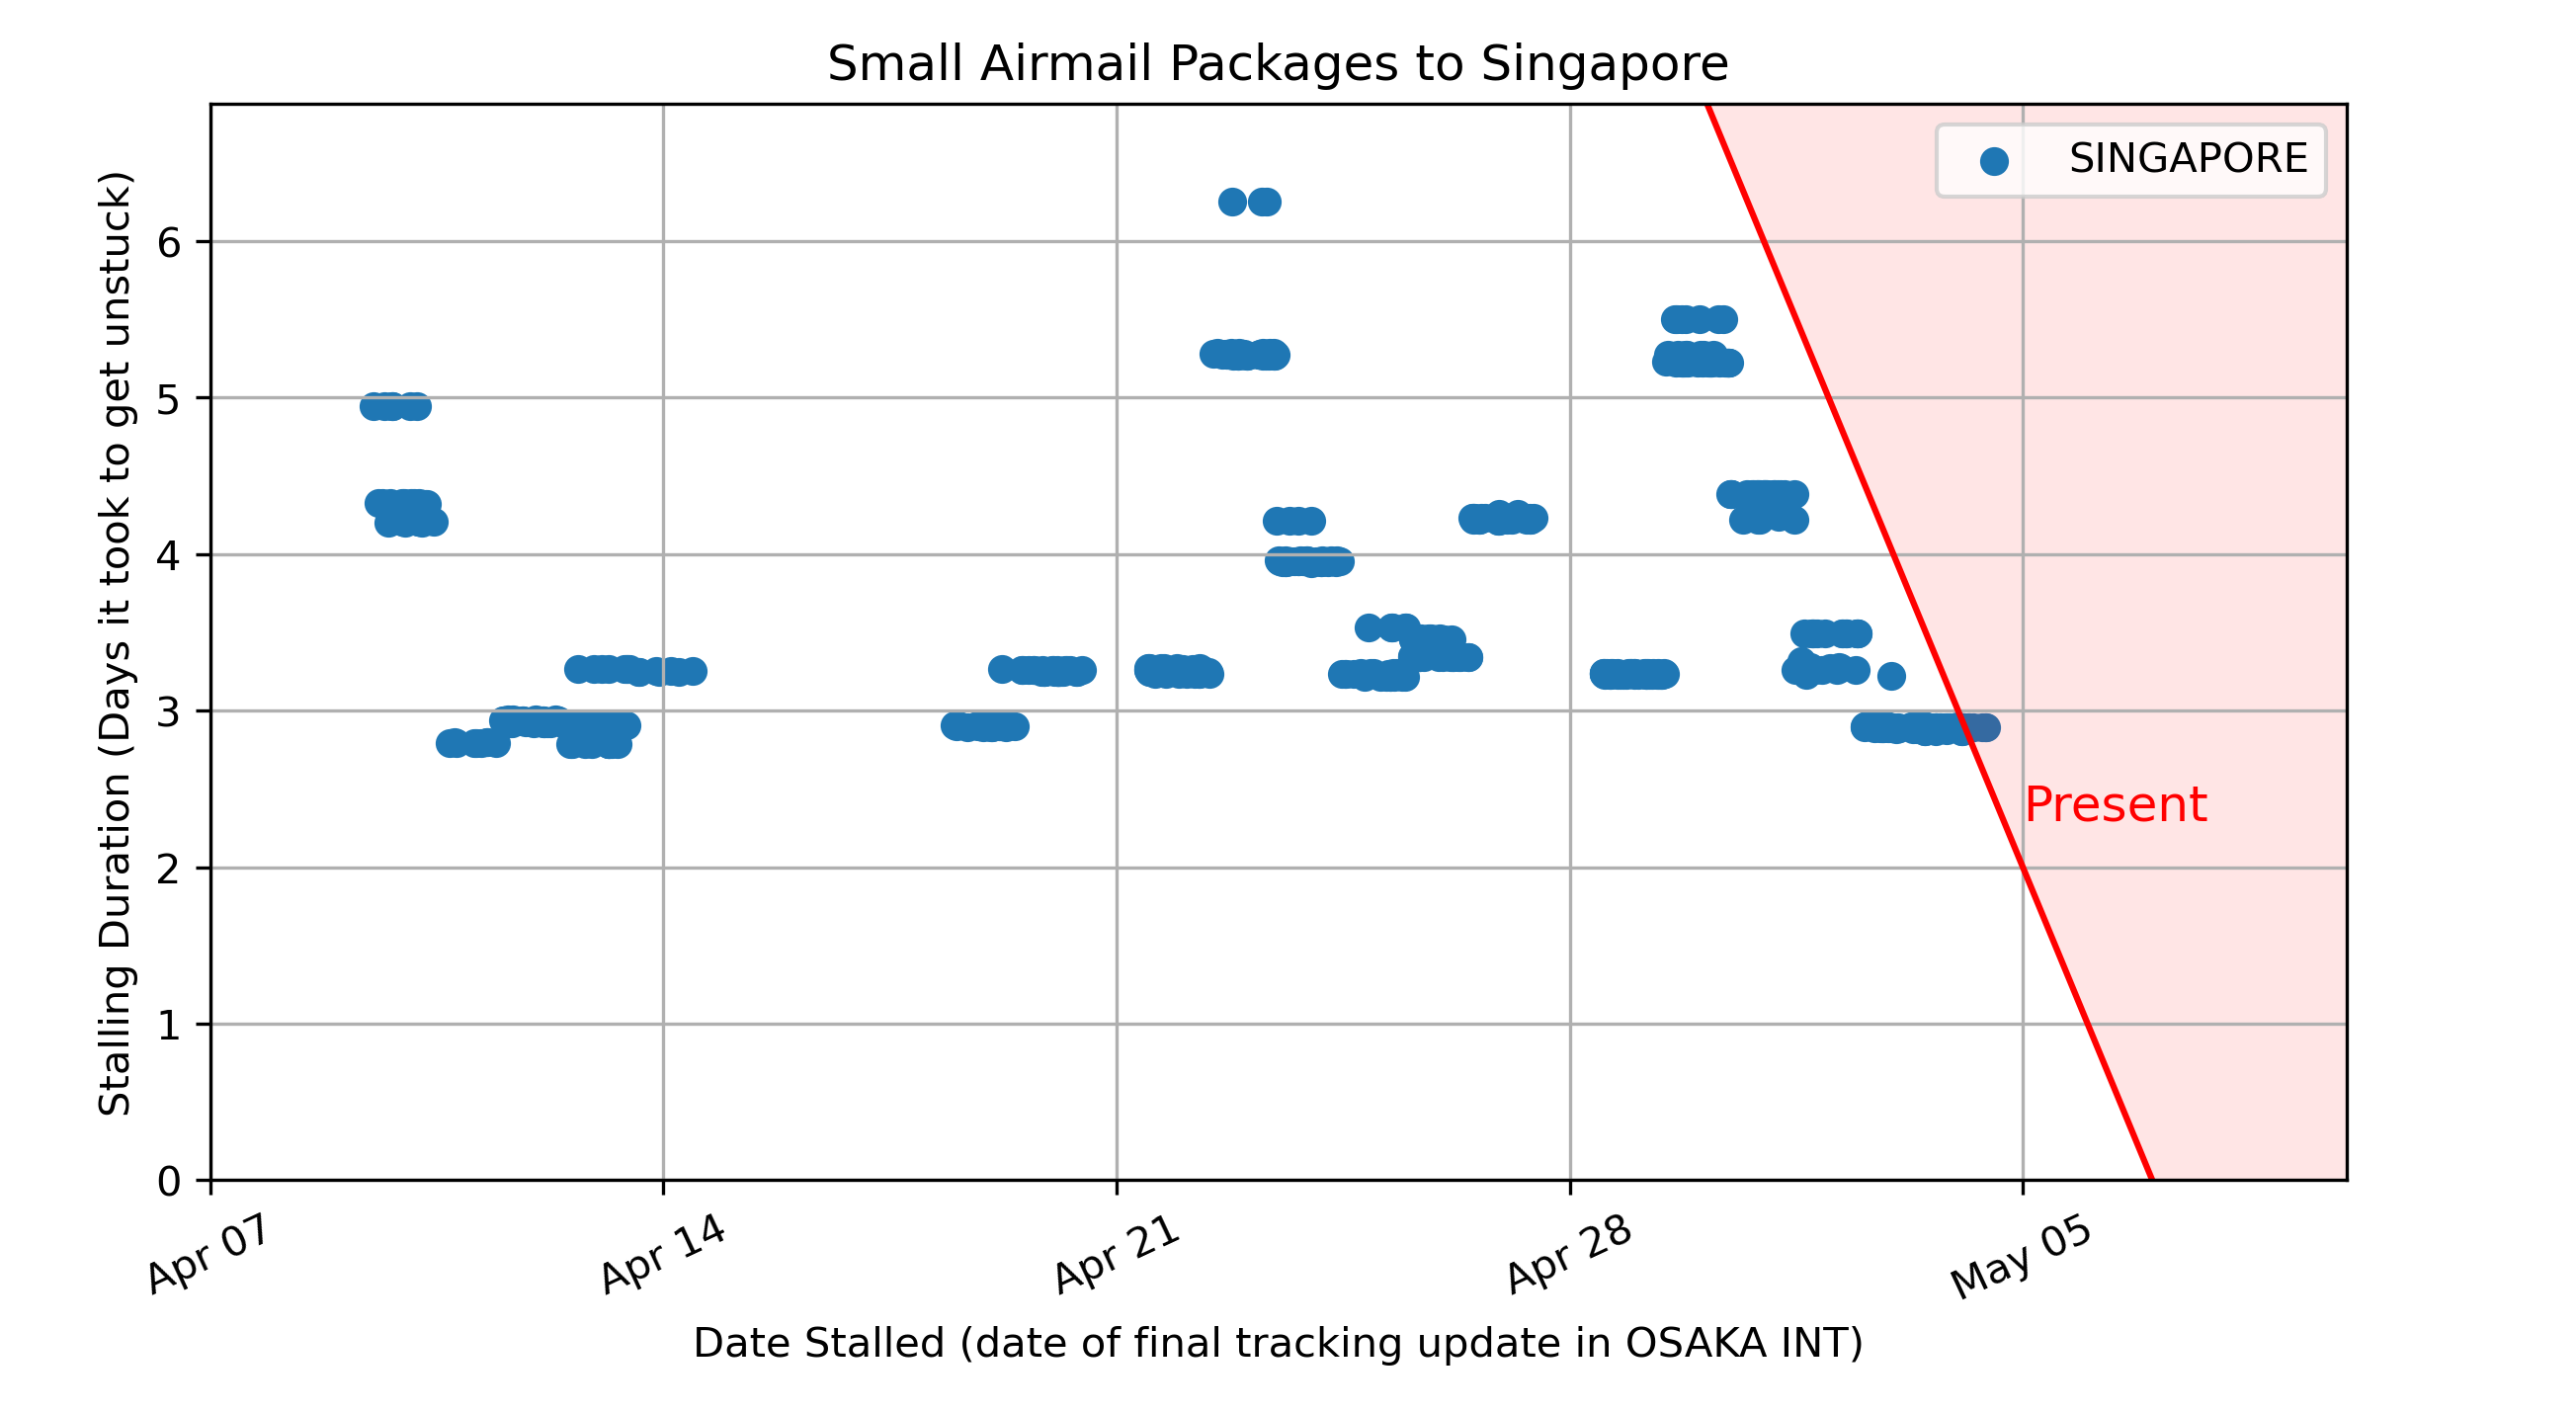 Small Airmail Packages to Singapore
SINGAPORE
Stalling Duration (Days it took to get unstuck)
6
5
4
3
2
1
0
Present
Apr 07
Apr 14
Apr 21
Apr 28
May 05
Date Stalled (date of final tracking update in OSAKA INT)